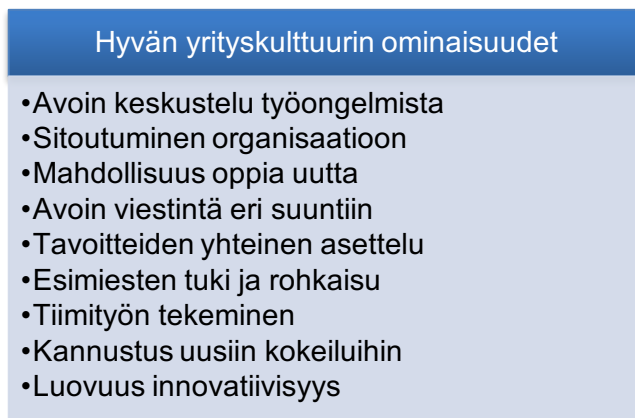 Hyvän yrityskulttuurin ominaisuudet
•Avoin keskustelu työongelmista
•Sitoutuminen organisaatioon
•Mahdollisuus oppia uutta
•Avoin viestintä eri suuntiin
•Tavoitteiden yhteinen asettelu
•Esimiesten tuki ja rohkaisu
•Tiimityön tekeminen
•Kannustus uusiin kokeiluihin
•Luovuus innovatiivisyys